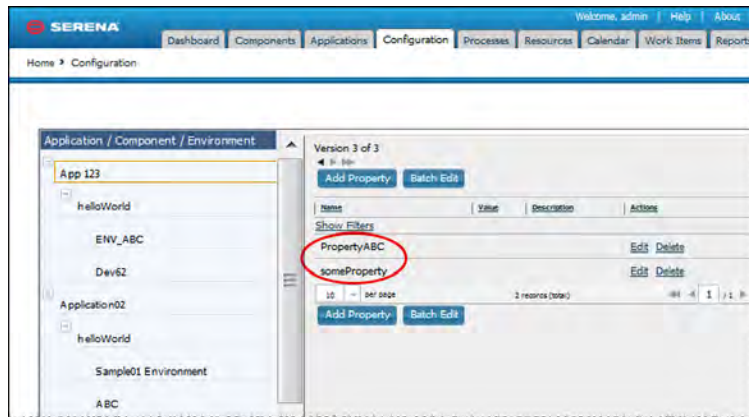 Welcome, admin | Help | About
SERENA
Dashboard Components Applications Configuration Processes Resources Calendar Work Items Reports
Home › Configuration
Application / Component / Environment
App 123
helloWorld
ENV_ABC
Dev62
Application02
helloWorld
Sample01 Environment
ABC
Version 3 of 3
Add Property Batch Edit
Name Value Description Actions
Show Filters
PropertyABC Edit Delete
someProperty Edit Delete
10 per page 2 records (total) 1 / 1
Add Property Batch Edit